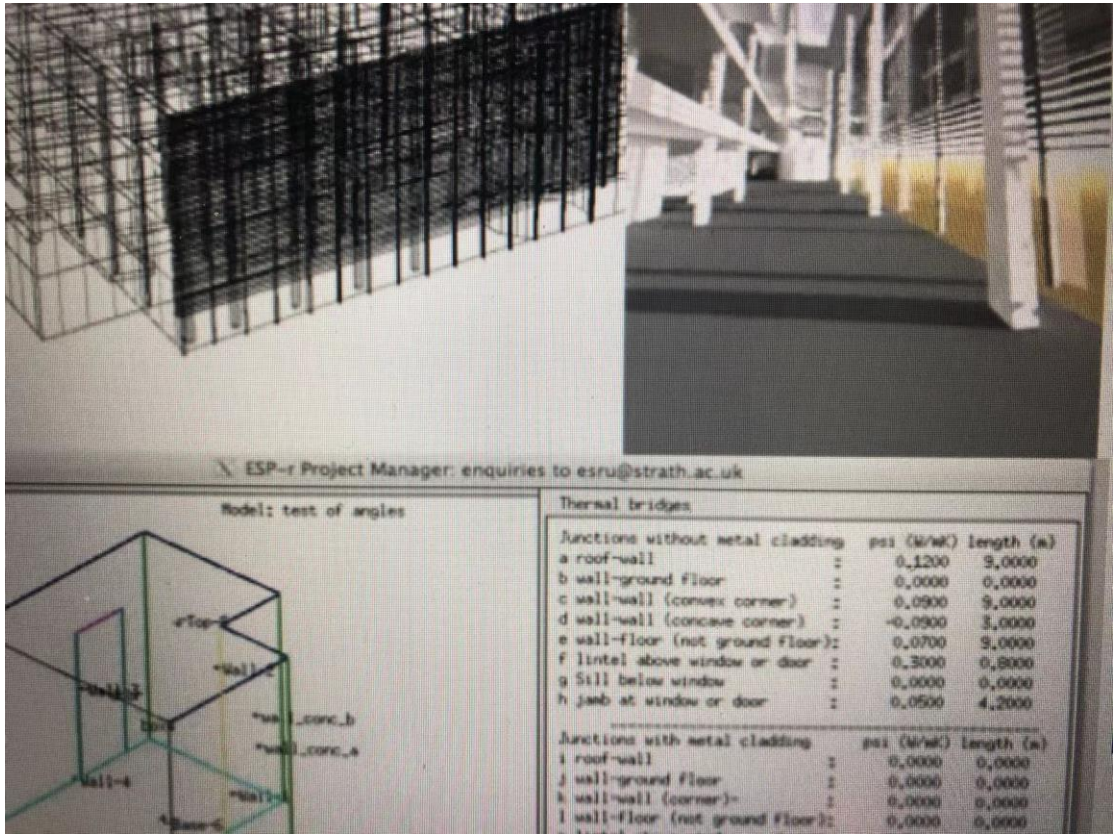 ESP-r Project Manager: enquiries to esru@strath.ac.uk
Model: test of angles
Wall-3
Wall-4
wall_conc_b
wall_conc_a
Base-6
Thermal bridges
Junctions without metal cladding psi (W/mK) length (m)
a roof-wall : 0.1200 9.0000
b wall-ground floor : 0.0000 0.0000
c wall-wall (convex corner) : 0.0900 9.0000
d wall-wall (concave corner) : -0.0900 3.0000
e wall-floor (not ground floor): 0.0700 9.0000
f lintel above window or door : 0.3000 0.8000
g Sill below window : 0.0000 0.0000
h jamb at window or door : 0.0500 4.2000
Junctions with metal cladding psi (W/mK) length (m)
i roof-wall : 0.0000 0.0000
j wall-ground floor : 0.0000 0.0000
k wall-wall (corner)- : 0.0000 0.0000
l wall-floor (not ground floor): 0.0000 0.0000